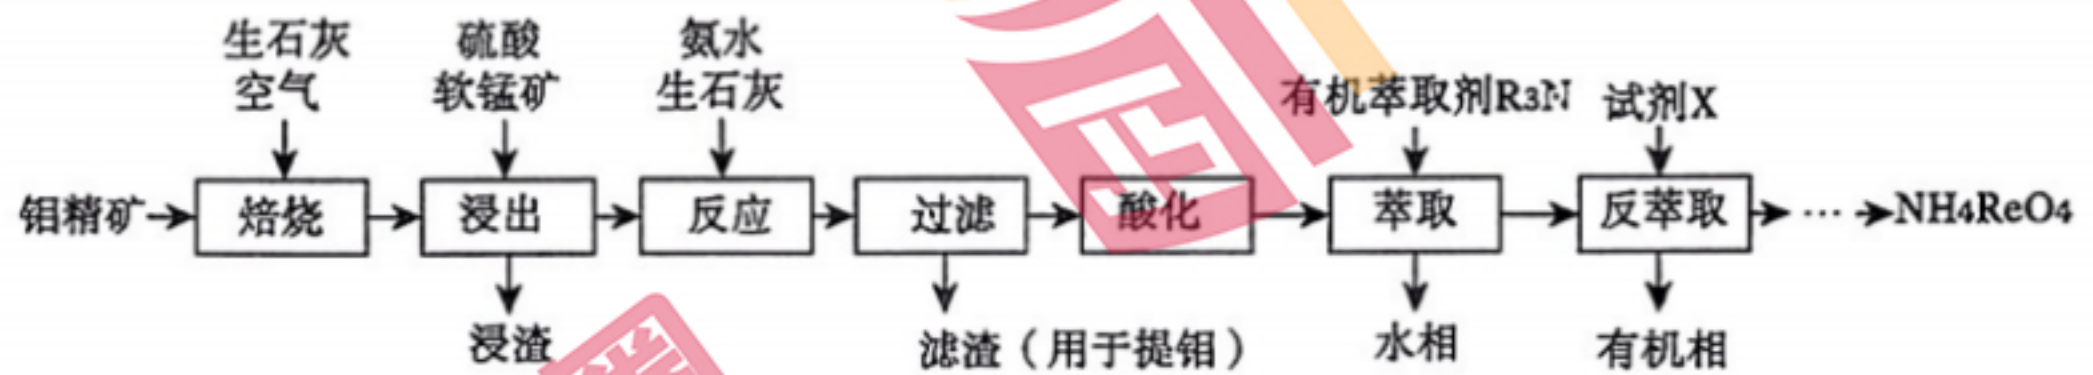 生石灰
空气
硫酸
软锰矿
氨水
生石灰
有机萃取剂R3N
试剂X
钼精矿
焙烧
浸出
反应
过滤
酸化
萃取
反萃取
…
NH4ReO4
浸渣
滤渣（用于提钼）
水相
有机相